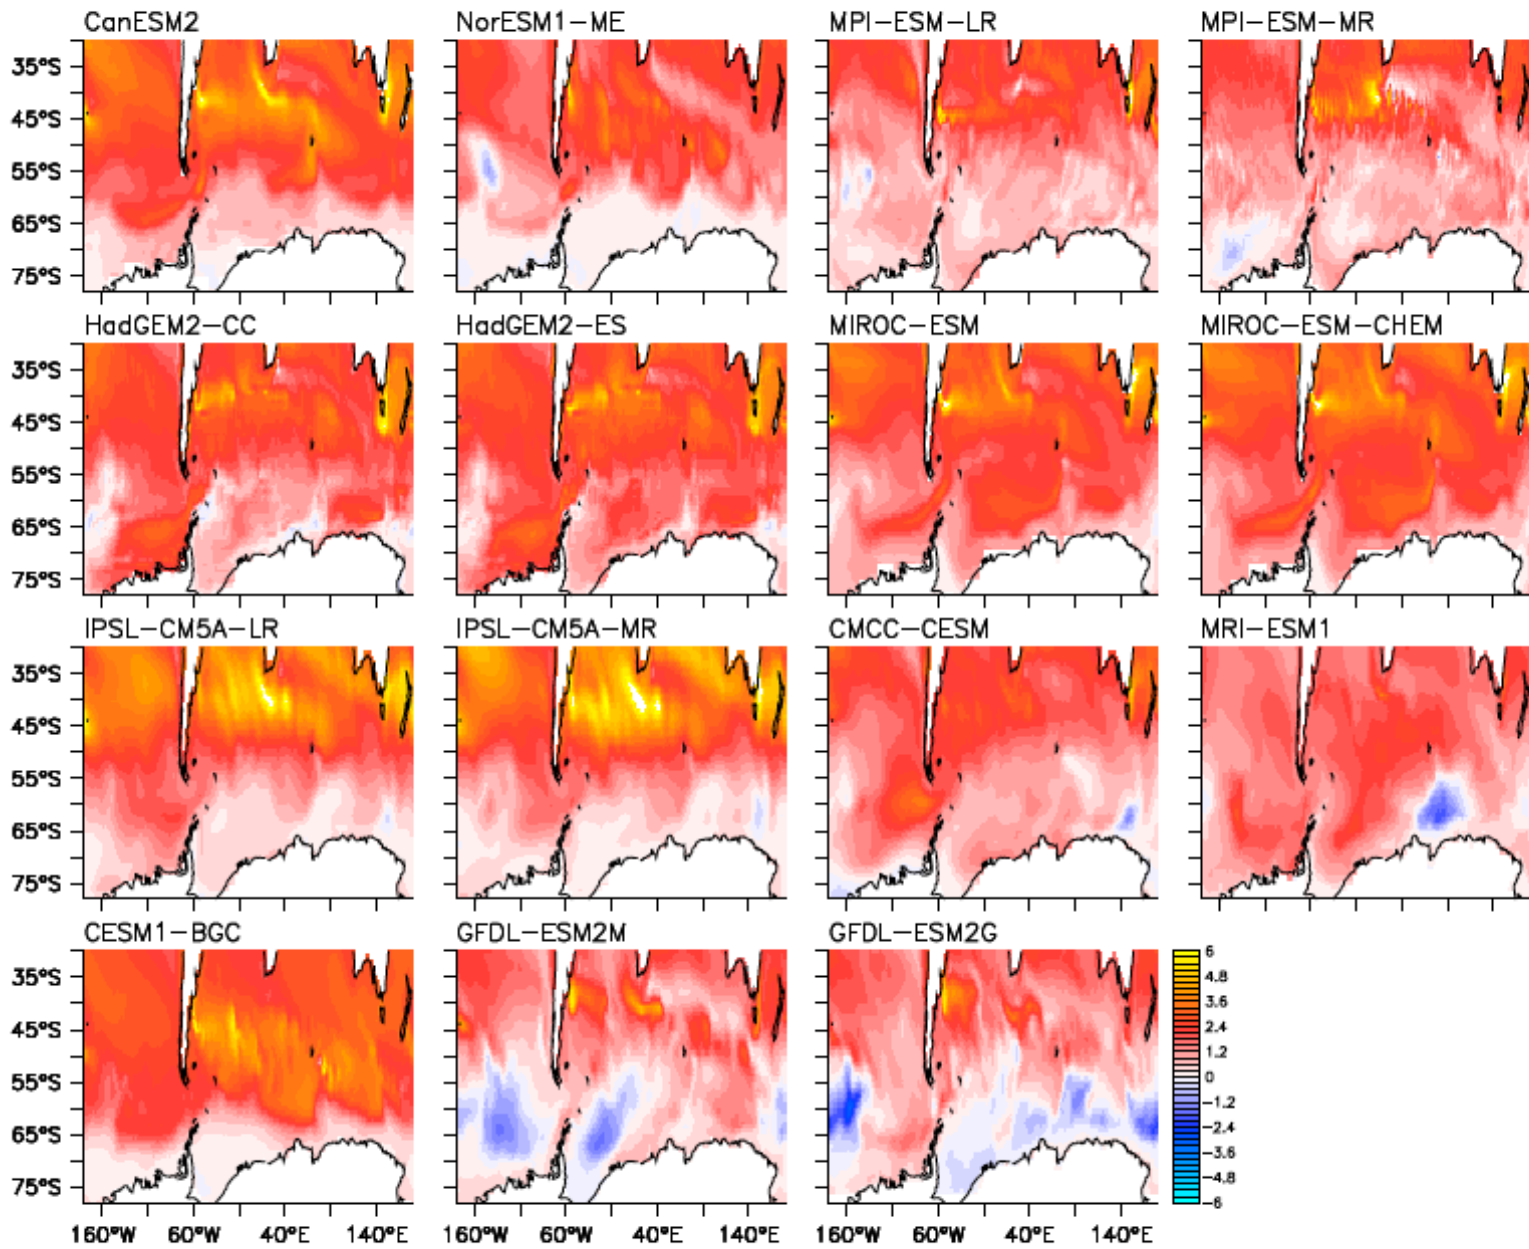 CanESM2 NorESM1-ME MPI-ESM-LR MPI-ESM-MR
35°S
45°S
55°S
65°S
75°S
HadGEM2-CC HadGEM2-ES MIROC-ESM MIROC-ESM-CHEM
35°S
45°S
55°S
65°S
75°S
IPSL-CM5A-LR IPSL-CM5A-MR CMCC-CESM MRI-ESM1
35°S
45°S
55°S
65°S
75°S
CESM1-BGC GFDL-ESM2M GFDL-ESM2G
35°S
45°S
55°S
65°S
75°S
6
4.8
3.6
2.4
1.2
0
-1.2
-2.4
-3.6
-4.8
-6
160°W 60°W 40°E 140°E 160°W 60°W 40°E 140°E 160°W 60°W 40°E 140°E